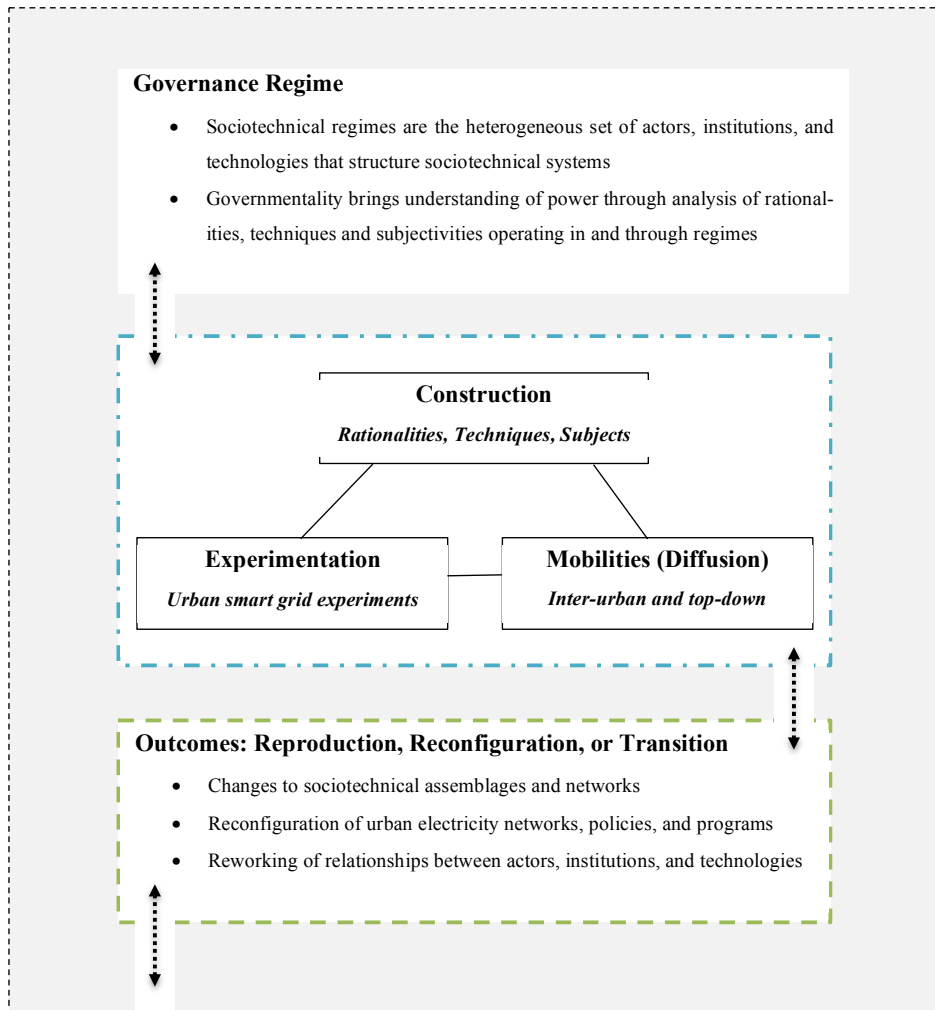 Governance Regime
• Sociotechnical regimes are the heterogeneous set of actors, institutions, and
technologies that structure sociotechnical systems
• Governmentality brings understanding of power through analysis of rational-
ities, techniques and subjectivities operating in and through regimes
Construction
Rationalities, Techniques, Subjects
Experimentation
Urban smart grid experiments
Mobilities (Diffusion)
Inter-urban and top-down
Outcomes: Reproduction, Reconfiguration, or Transition
• Changes to sociotechnical assemblages and networks
• Reconfiguration of urban electricity networks, policies, and programs
• Reworking of relationships between actors, institutions, and technologies